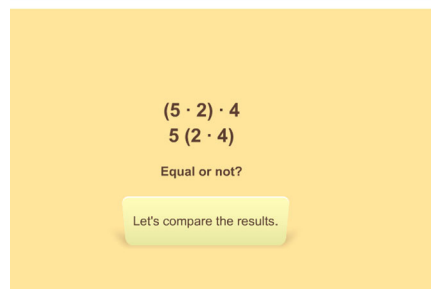 (5 · 2) · 4
5 (2 · 4)
Equal or not?
Let's compare the results.